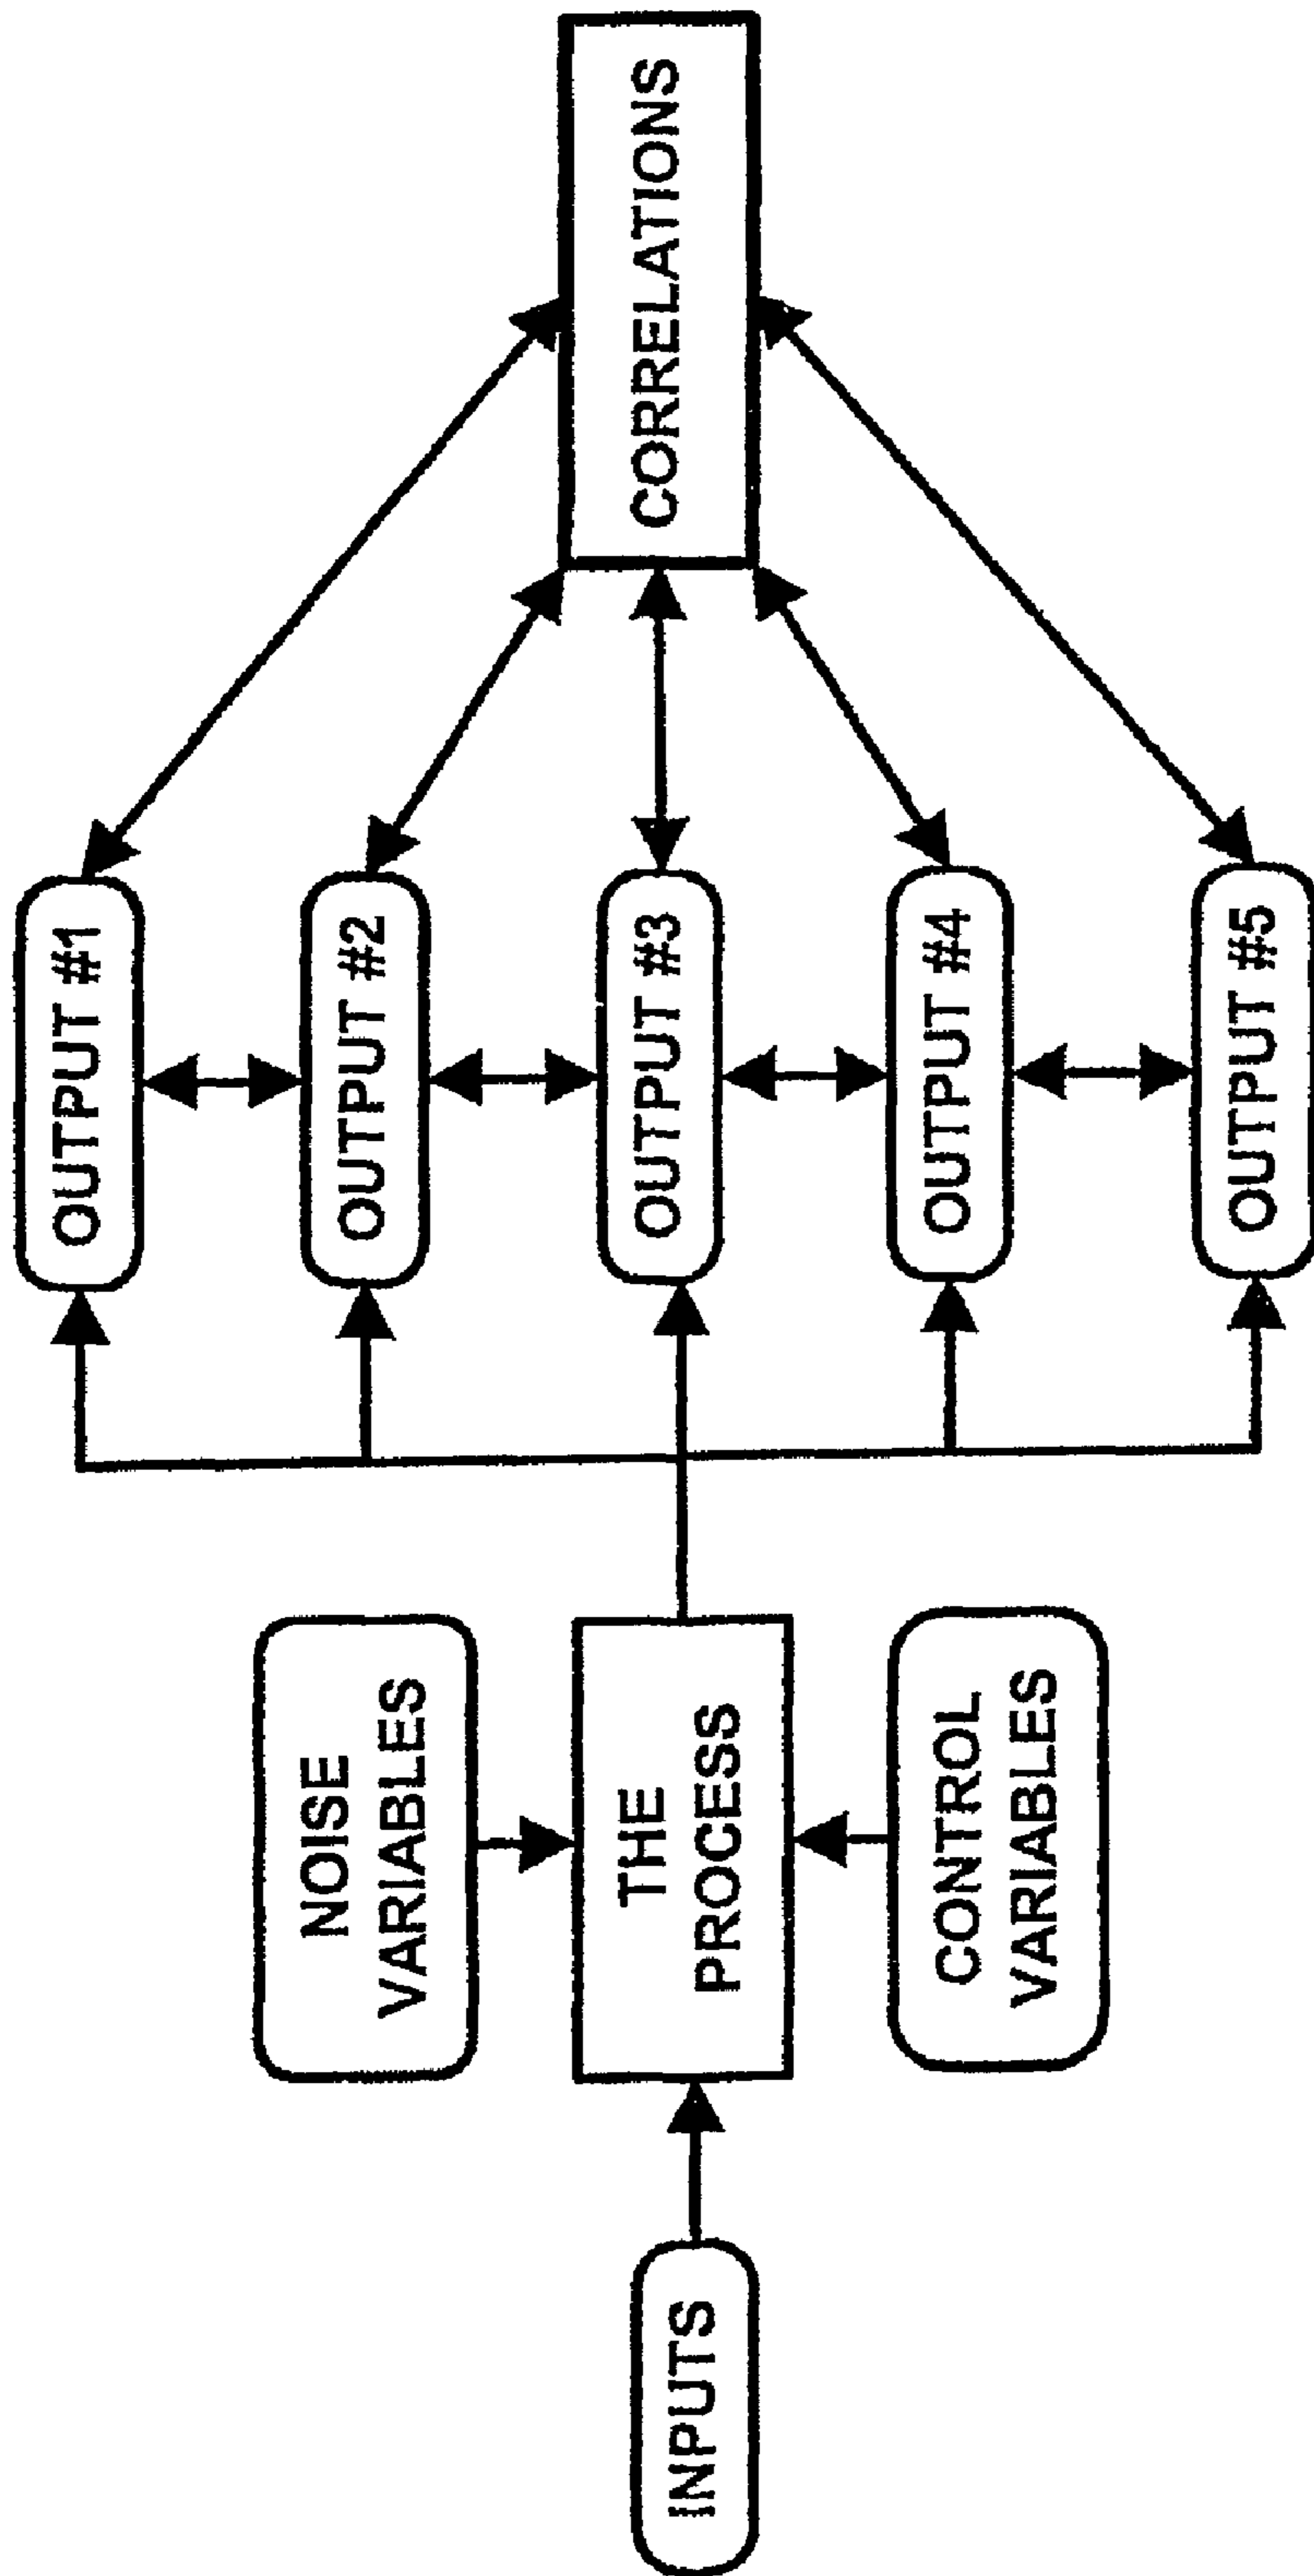 INPUTS
NOISE
VARIABLES
THE
PROCESS
CONTROL
VARIABLES
OUTPUT #1
OUTPUT #2
OUTPUT #3
OUTPUT #4
OUTPUT #5
CORRELATIONS